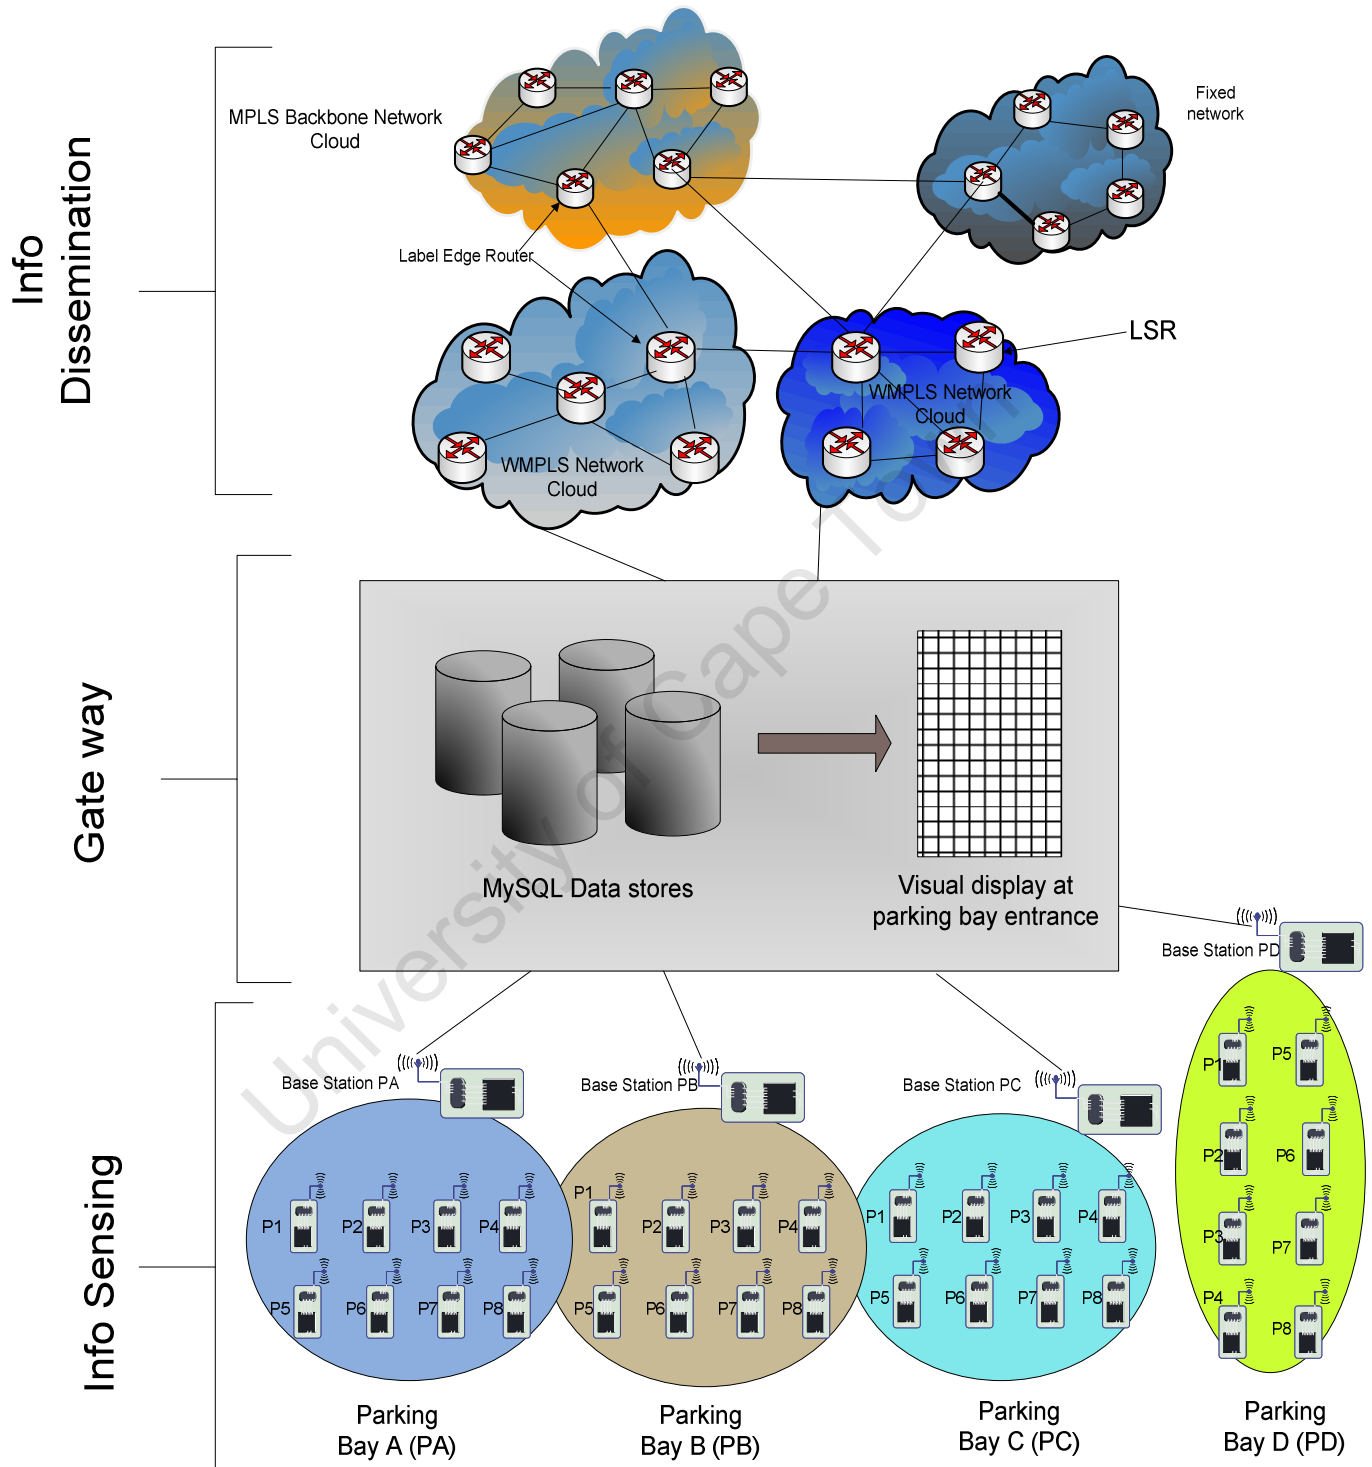 Info
Dissemination
MPLS Backbone Network
Cloud
Fixed
network
Label Edge Router
LSR
WMPLS Network
Cloud
WMPLS Network
Cloud
Gate way
MySQL Data stores
Visual display at
parking bay entrance
Base Station PD
Info Sensing
Base Station PA
Base Station PB
Base Station PC
P1
P2
P3
P4
P5
P6
P7
P8
P1
P2
P3
P4
P5
P6
P7
P8
P1
P2
P3
P4
P5
P6
P7
P8
P1
P5
P2
P6
P3
P7
P4
P8
Parking
Bay A (PA)
Parking
Bay B (PB)
Parking
Bay C (PC)
Parking
Bay D (PD)
University of Cape Town